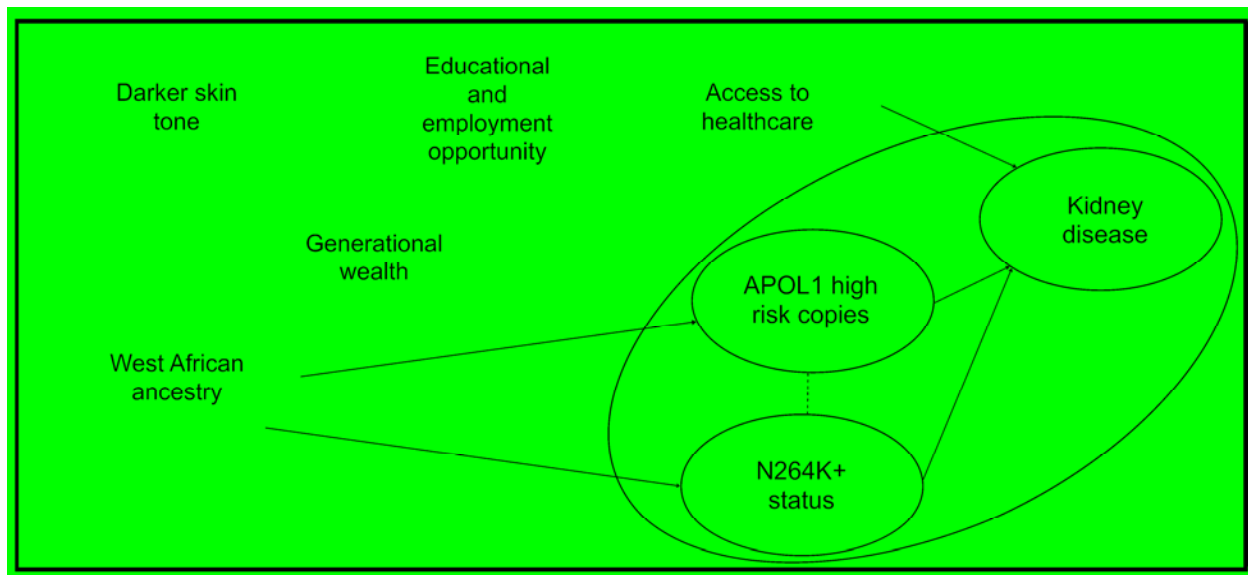 Darker skin
tone
Educational
and
employment
opportunity
Access to
healthcare
Kidney
disease
Generational
wealth
APOL1 high
risk copies
West African
ancestry
N264K+
status